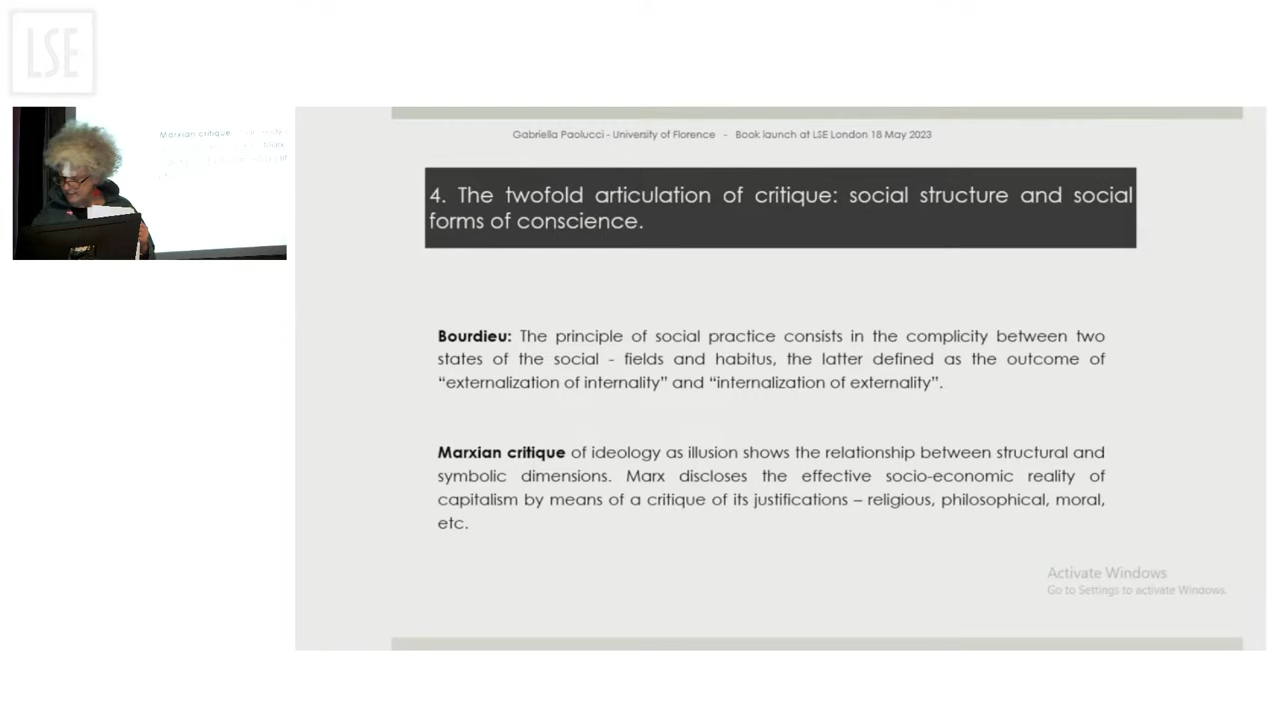 LSE
Marxian critique
Marx
Gabriella Paolucci - University of Florence - Book launch at LSE London 18 May 2023
4. The twofold articulation of critique: social structure and social
forms of conscience.
Bourdieu: The principle of social practice consists in the complicity between two
states of the social - fields and habitus, the latter defined as the outcome of
“externalization of internality” and “internalization of externality”.
Marxian critique of ideology as illusion shows the relationship between structural and
symbolic dimensions. Marx discloses the effective socio-economic reality of
capitalism by means of a critique of its justifications – religious, philosophical, moral,
etc.
Activate Windows
Go to Settings to activate Windows.